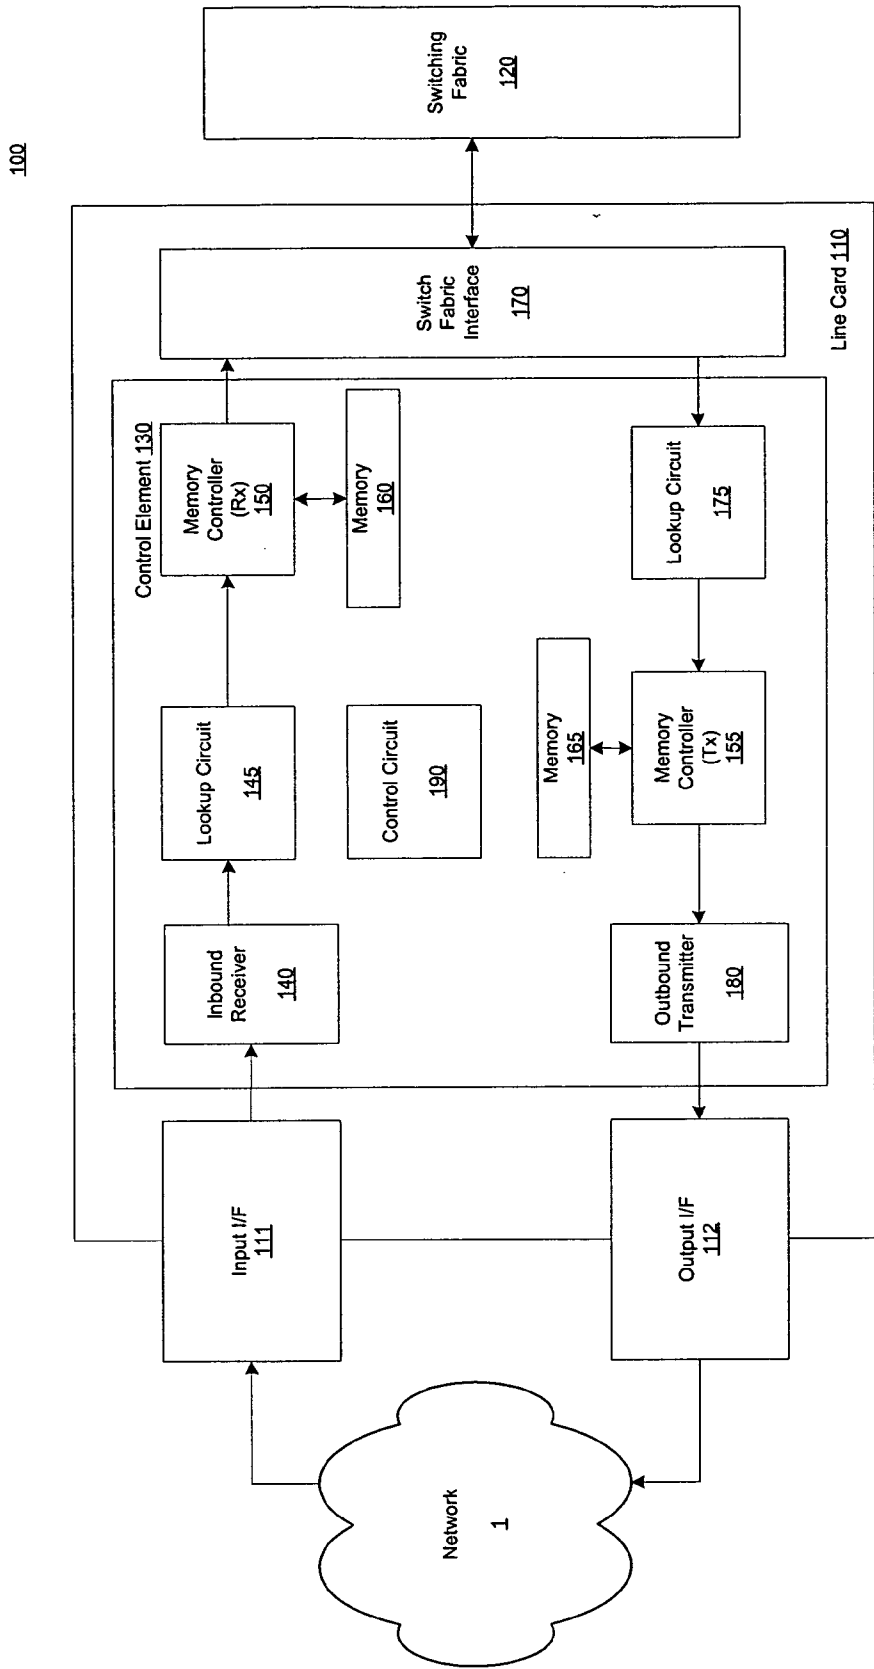 100
Switching
Fabric
120
Switch
Fabric
Interface
170
Line Card 110
Control Element 130
Memory
Controller
(Rx)
150
Memory
160
Lookup Circuit
145
Control Circuit
190
Inbound
Receiver
140
Lookup Circuit
175
Memory
165
Memory
Controller
(Tx)
155
Outbound
Transmitter
180
Input I/F
111
Output I/F
112
Network
1